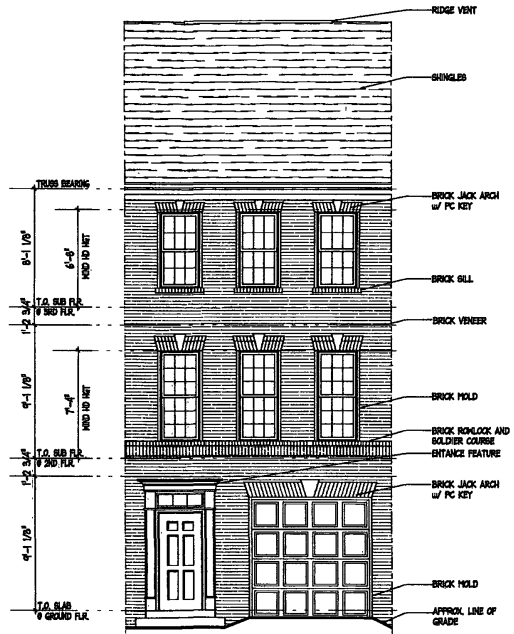 RIDGE VENT
SHINGLES
TRUSS BEARING
BRICK JACK ARCH
w/ PC KEY
8'-1 1/8"
6'-8"
WIND HD HGT
BRICK SILL
T.O. SUB FLR.
@ 3RD FLR.
1'-2 3/4"
BRICK VENEER
9'-1 1/8"
7'-4"
WIND HD HGT
BRICK MOLD
BRICK ROWLOCK AND
SOLDIER COURSE
T.O. SUB FLR.
@ 2ND FLR.
ENTANCE FEATURE
1'-2 3/4"
BRICK JACK ARCH
w/ PC KEY
9'-1 1/8"
BRICK MOLD
T.O. SLAB
@ GROUND FLR.
APPROX. LINE OF
GRADE